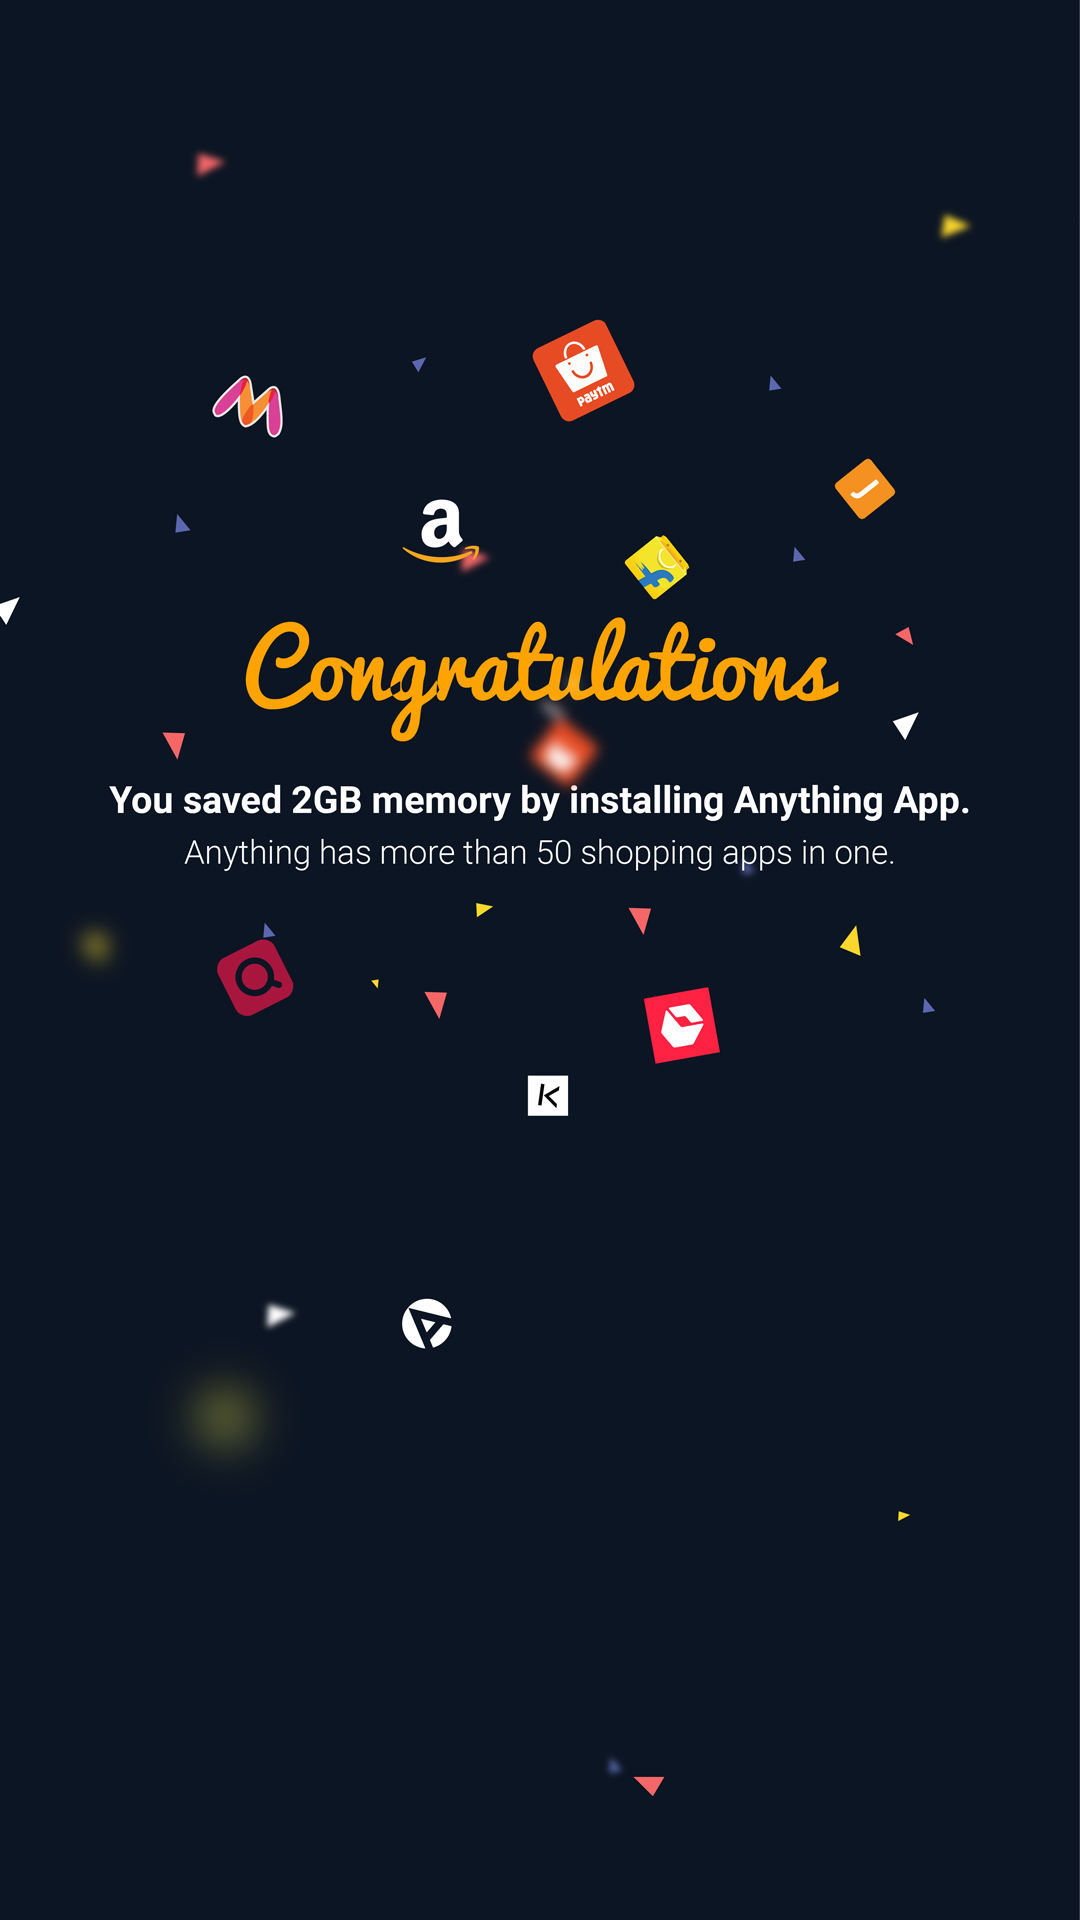 paytm
a
Congratulations
You saved 2GB memory by installing Anything App.
Anything has more than 50 shopping apps in one.
K